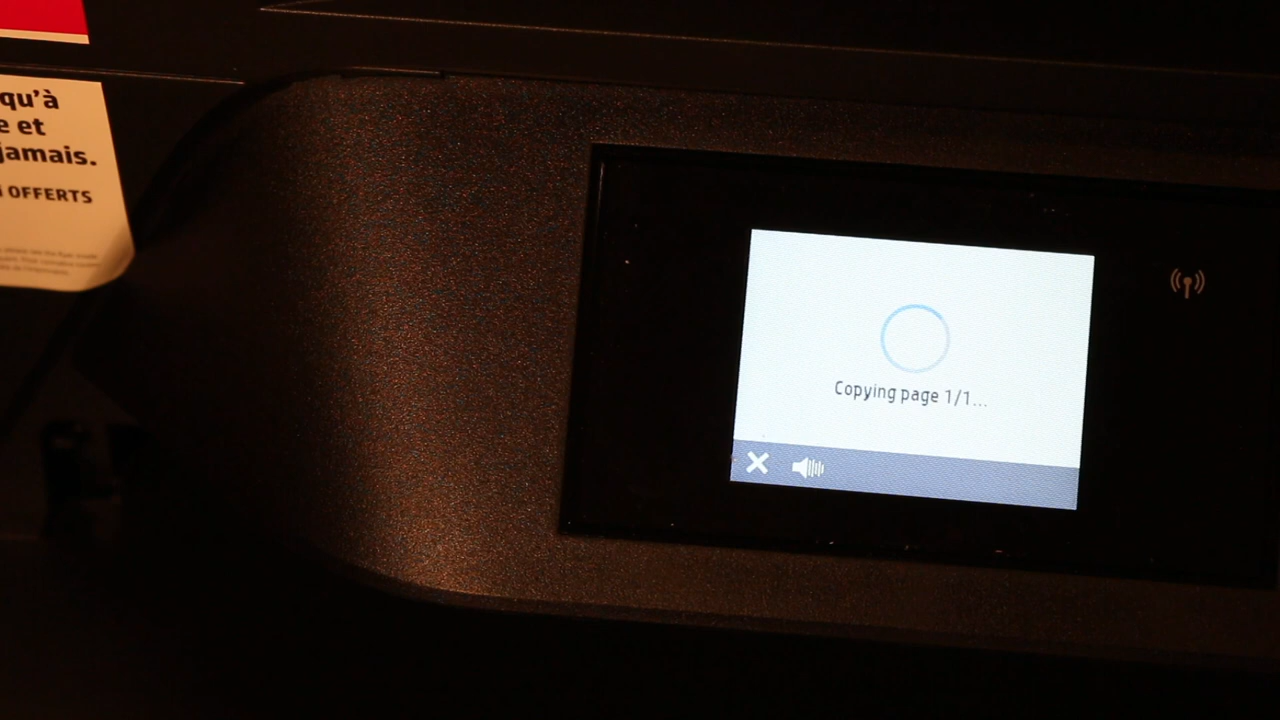 qu'à
e et
jamais.
i OFFERTS
Copying page 1/1...